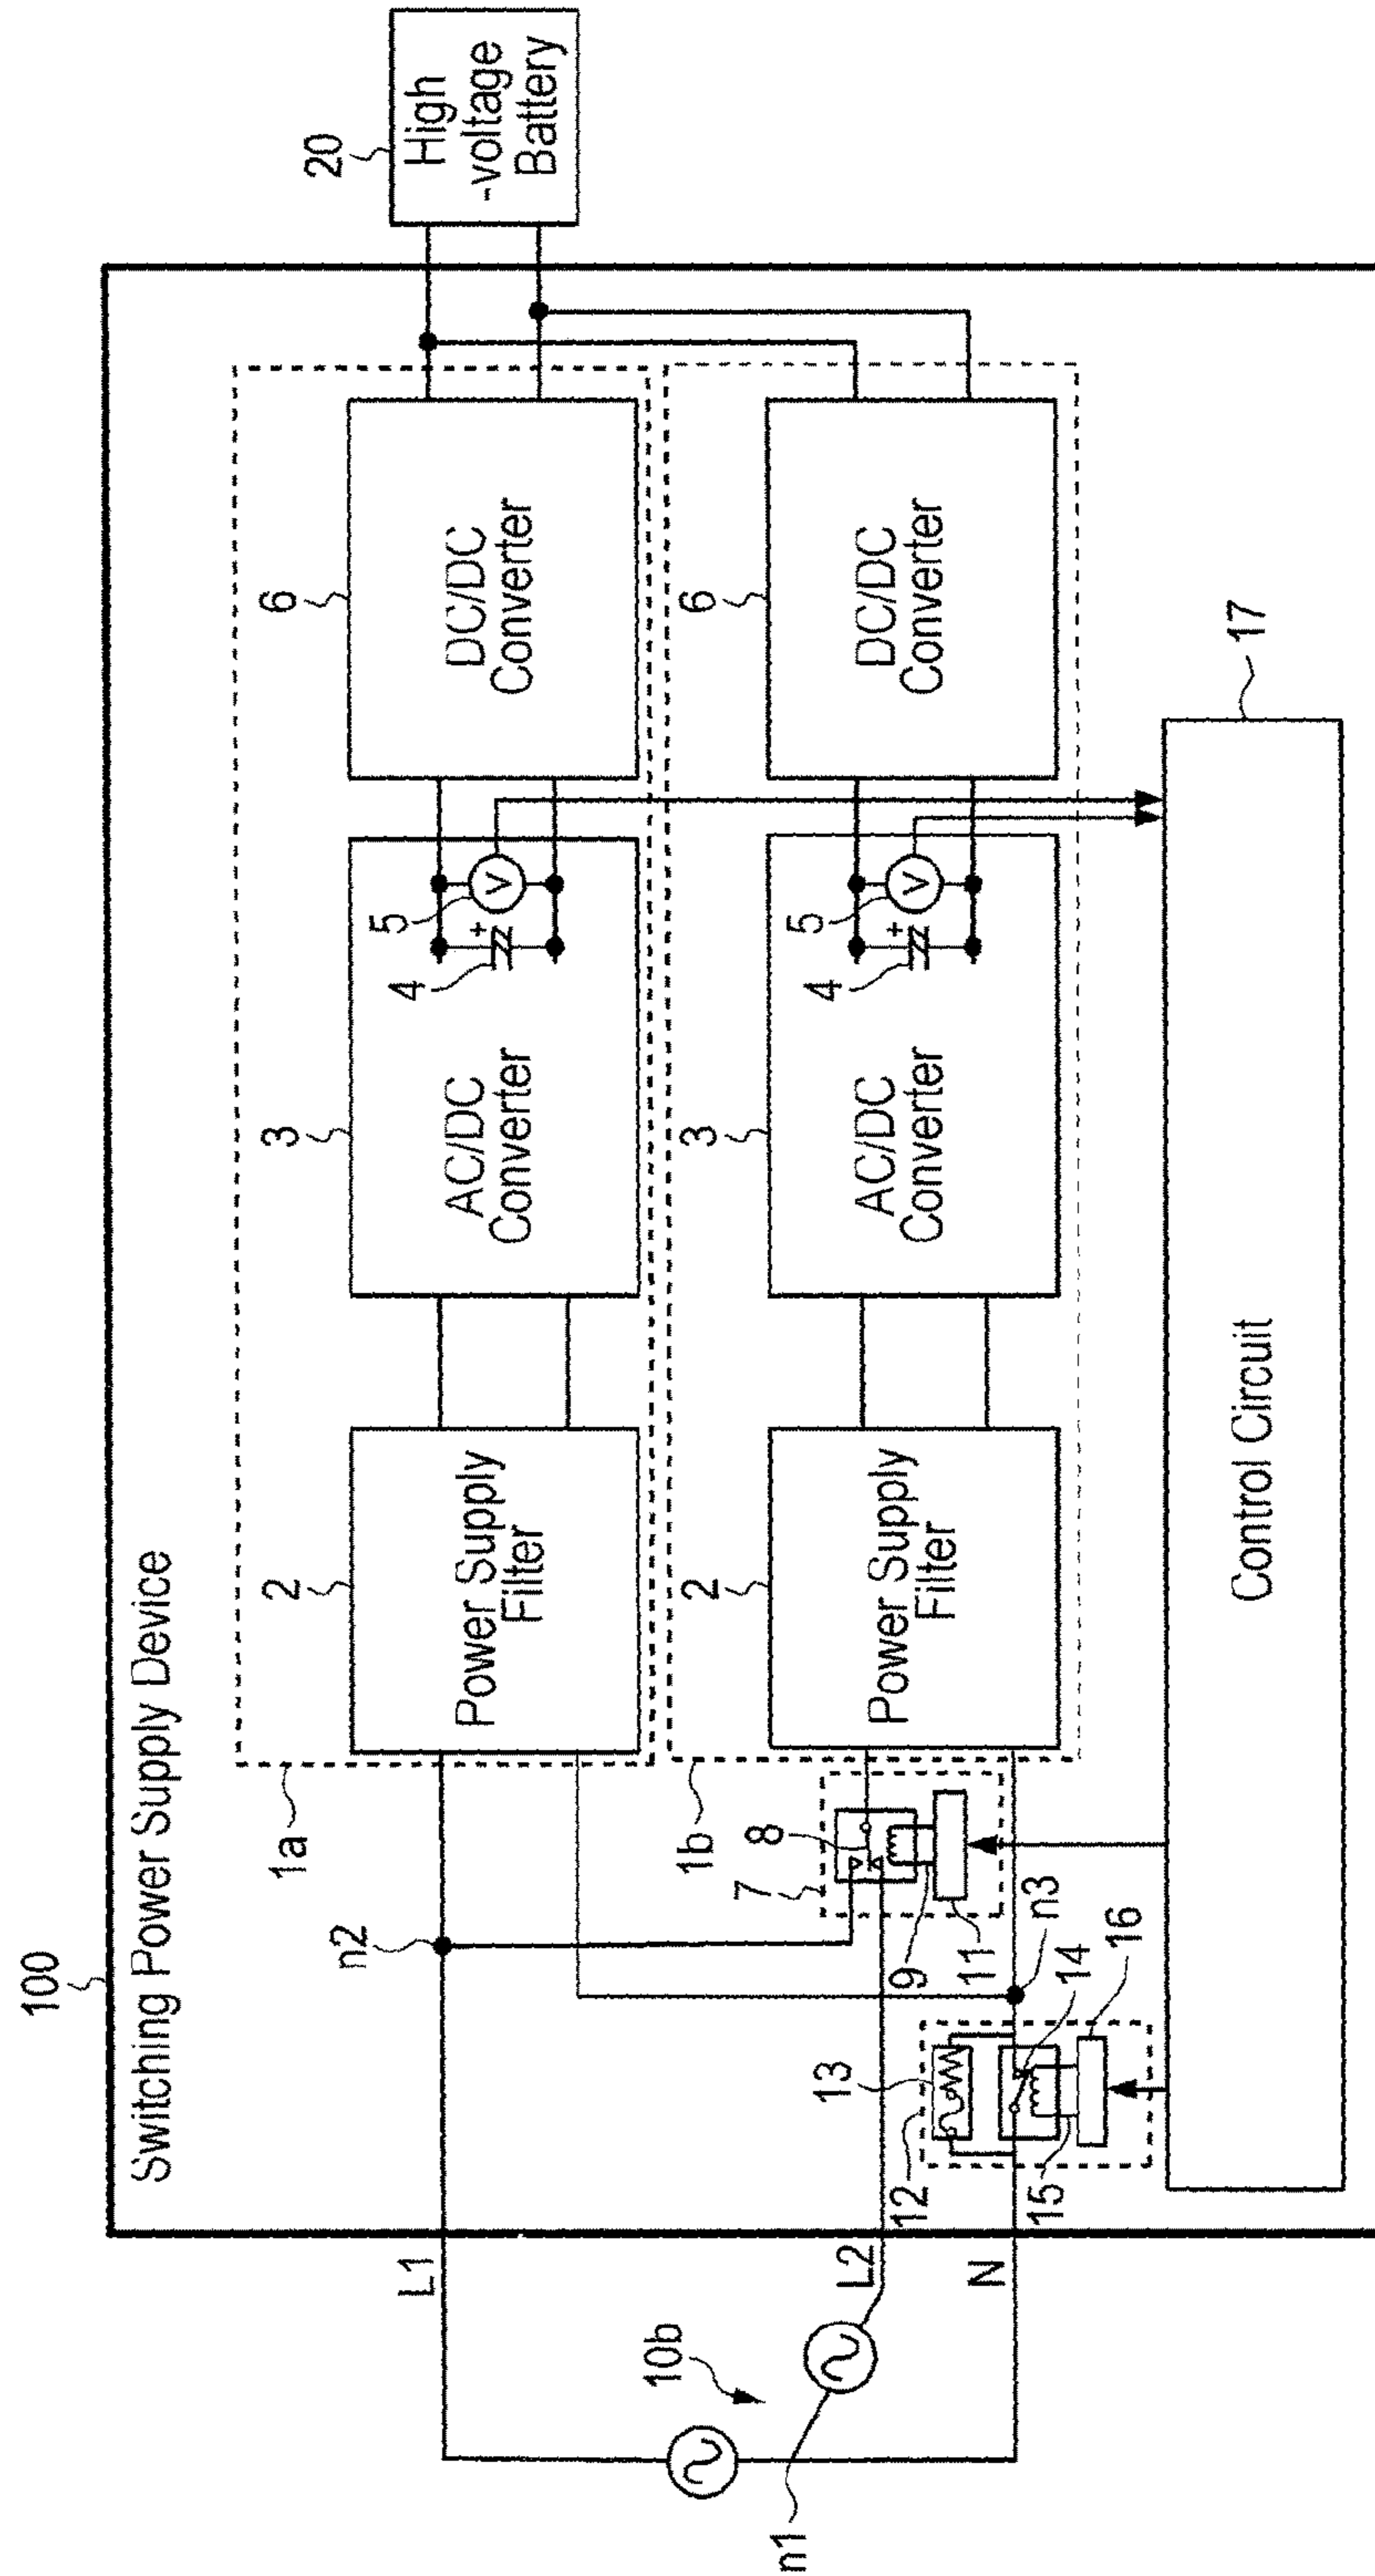 100
Switching Power Supply Device
1a
2
Power Supply
Filter
3
AC/DC
Converter
4
+
5
V
6
DC/DC
Converter
20
High
-voltage
Battery
1b
2
Power Supply
Filter
3
AC/DC
Converter
4
+
5
V
6
DC/DC
Converter
n2
7
8
9
11
n3
12
13
14
15
16
L1
L2
N
10b
n1
Control Circuit
17